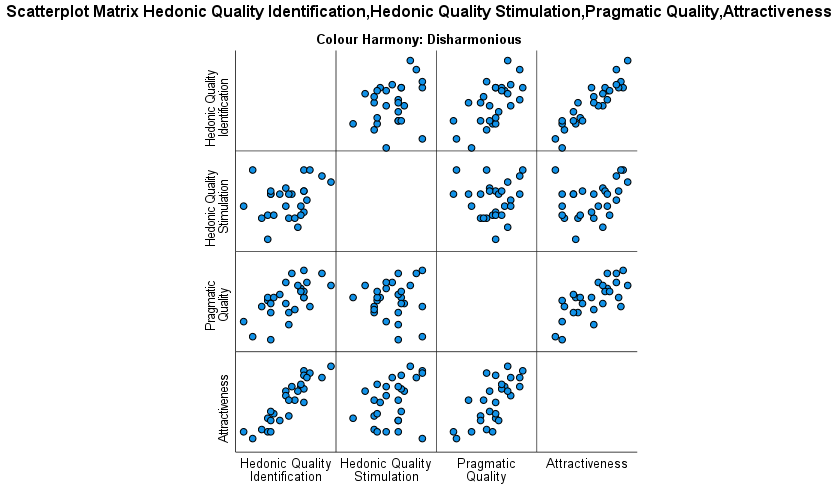 Scatterplot Matrix Hedonic Quality Identification,Hedonic Quality Stimulation,Pragmatic Quality,Attractiveness
Colour Harmony: Disharmonious
Hedonic Quality
Identification
Hedonic Quality
Stimulation
Pragmatic
Quality
Attractiveness
Hedonic Quality
Identification
Hedonic Quality
Stimulation
Pragmatic
Quality
Attractiveness